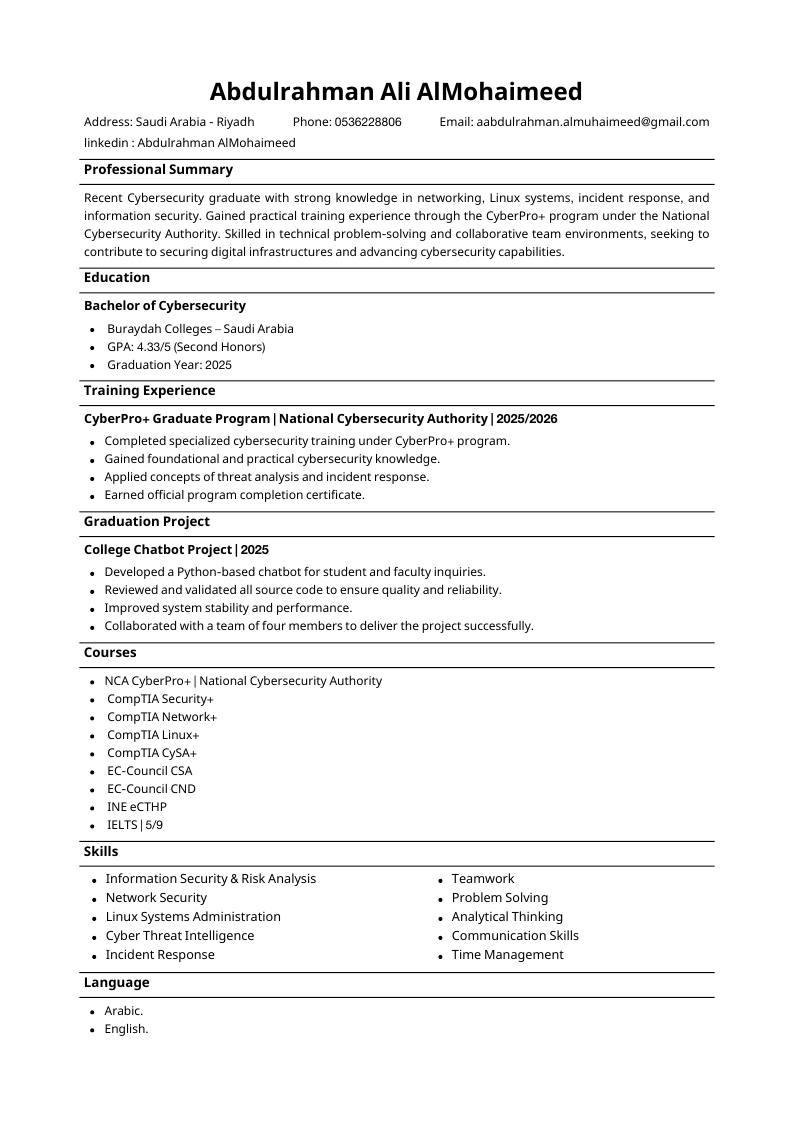 Abdulrahman Ali AlMohaimeed
Address: Saudi Arabia - Riyadh Phone: 0536228806 Email: aabdulrahman.almuhaimeed@gmail.com
linkedin : Abdulrahman AlMohaimeed
Professional Summary
Recent Cybersecurity graduate with strong knowledge in networking, Linux systems, incident response, and
information security. Gained practical training experience through the CyberPro+ program under the National
Cybersecurity Authority. Skilled in technical problem-solving and collaborative team environments, seeking to
contribute to securing digital infrastructures and advancing cybersecurity capabilities.
Education
Bachelor of Cybersecurity
• Buraydah Colleges – Saudi Arabia
• GPA: 4.33/5 (Second Honors)
• Graduation Year: 2025
Training Experience
CyberPro+ Graduate Program | National Cybersecurity Authority | 2025/2026
• Completed specialized cybersecurity training under CyberPro+ program.
• Gained foundational and practical cybersecurity knowledge.
• Applied concepts of threat analysis and incident response.
• Earned official program completion certificate.
Graduation Project
College Chatbot Project | 2025
• Developed a Python-based chatbot for student and faculty inquiries.
• Reviewed and validated all source code to ensure quality and reliability.
• Improved system stability and performance.
• Collaborated with a team of four members to deliver the project successfully.
Courses
• NCA CyberPro+ | National Cybersecurity Authority
• CompTIA Security+
• CompTIA Network+
• CompTIA Linux+
• CompTIA CySA+
• EC-Council CSA
• EC-Council CND
• INE eCTHP
• IELTS | 5/9
Skills
• Information Security & Risk Analysis
• Network Security
• Linux Systems Administration
• Cyber Threat Intelligence
• Incident Response
• Teamwork
• Problem Solving
• Analytical Thinking
• Communication Skills
• Time Management
Language
• Arabic.
• English.